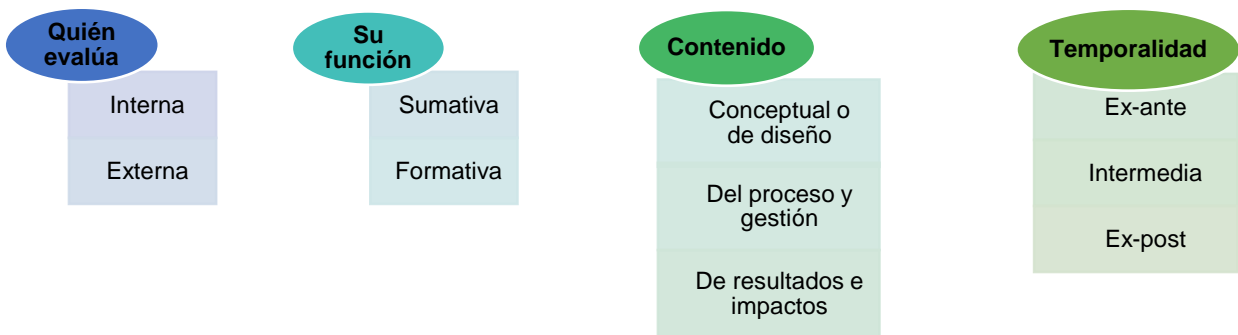 Quién
evalúa
Interna
Externa
Su
función
Sumativa
Formativa
Contenido
Conceptual o
de diseño
Del proceso y
gestión
De resultados e
impactos
Temporalidad
Ex-ante
Intermedia
Ex-post